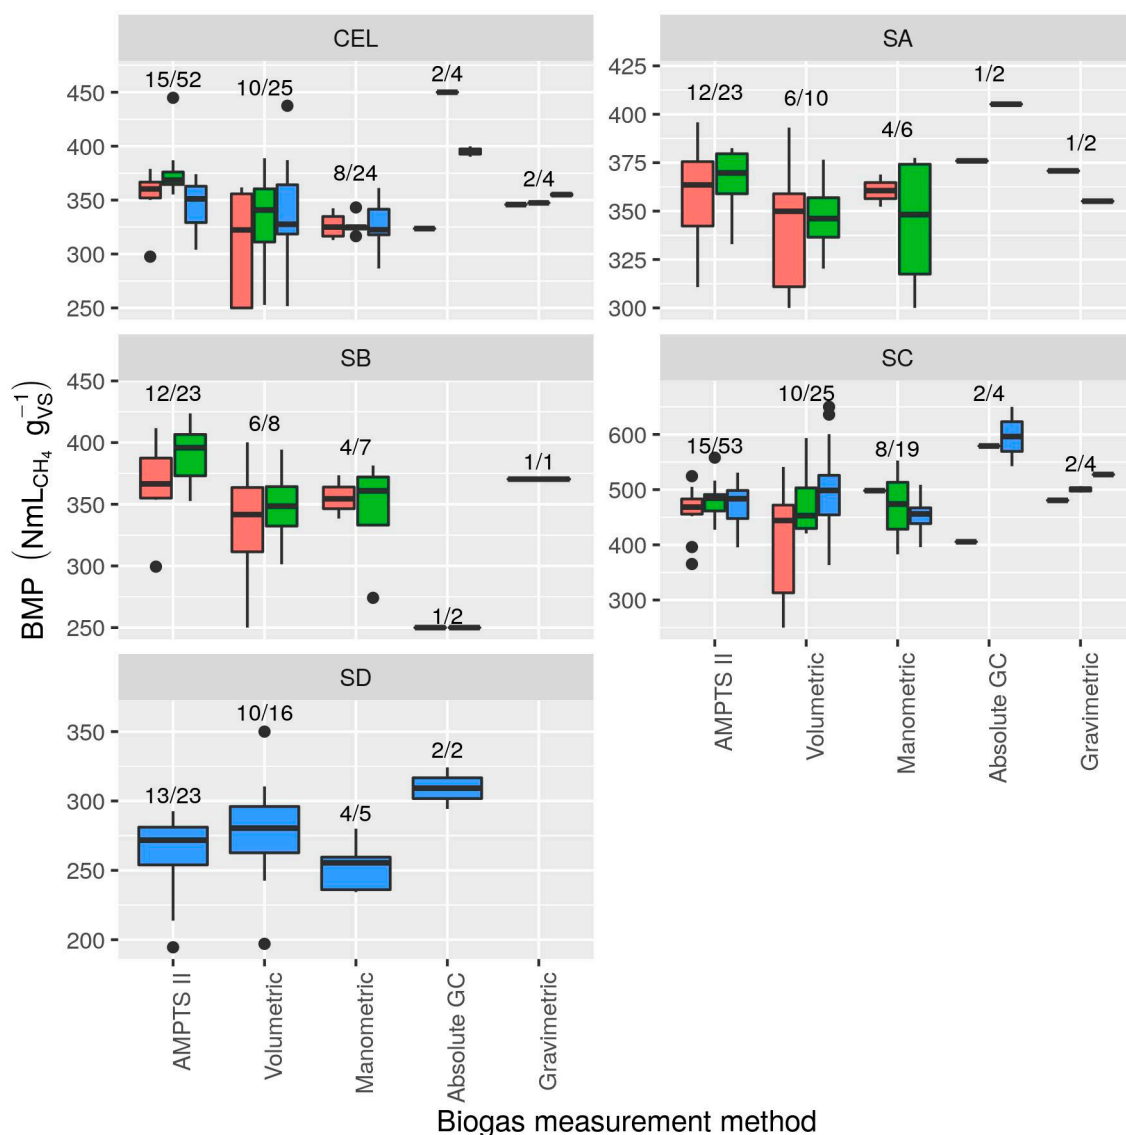 CEL
450
400
350
300
250
15/52
10/25
8/24
2/4
2/4
SA
425
400
375
350
325
300
12/23
6/10
4/6
1/2
1/2
SB
450
400
350
300
250
12/23
6/8
4/7
1/2
1/1
SC
600
500
400
300
15/53
10/25
8/19
2/4
2/4
AMPTS II
Volumetric
Manometric
Absolute GC
Gravimetric
SD
350
300
250
200
13/23
10/16
4/5
2/2
AMPTS II
Volumetric
Manometric
Absolute GC
Gravimetric
BMP (NmL_CH₄ g_VS⁻¹)
Biogas measurement method